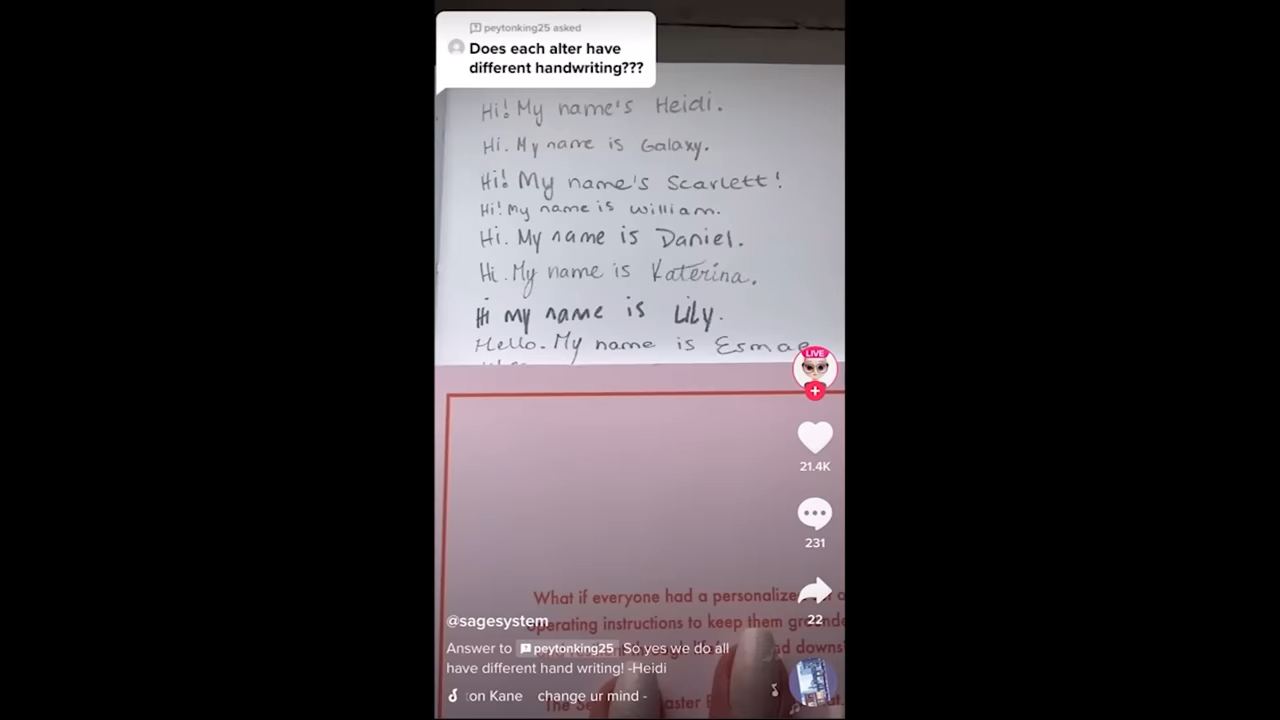 peytonking25 asked
Does each alter have
different handwriting???
Hi! My name's Heidi.
Hi. My name is Galaxy.
Hi! My name's Scarlett!
Hi! My name is William.
Hi. My name is Daniel.
Hi. My name is Katerina.
Hi my name is Lily.
Hello. My name is Esmae
LIVE
21.4K
231
What if everyone had a personalize
operating instructions to keep them grounde
22
@sagesystem
d downs
Answer to peytonking25 So yes we do all
have different hand writing! -Heidi
on Kane change ur mind -